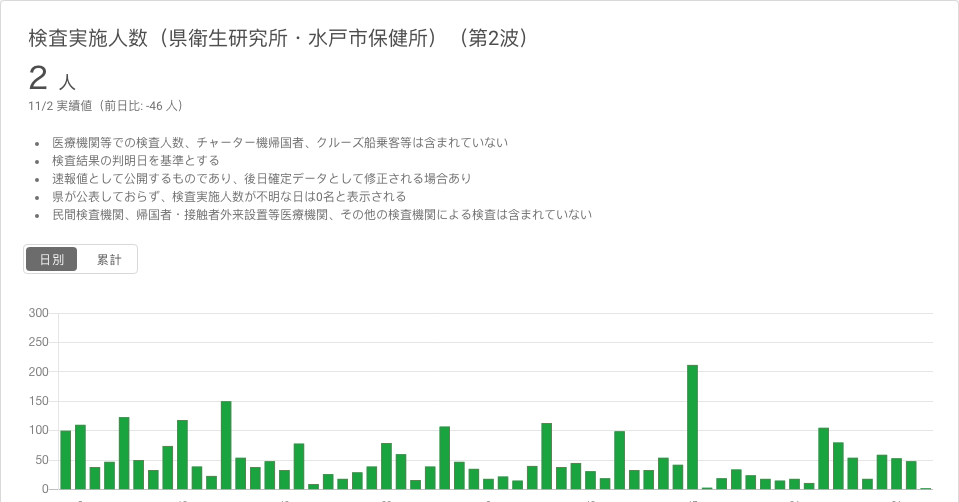 検査実施人数（県衛生研究所・水戸市保健所）（第2波）
2 人
11/2 実績値（前日比: -46 人）
医療機関等での検査人数、チャーター機帰国者、クルーズ船乗客等は含まれていない
検査結果の判明日を基準とする
速報値として公開するものであり、後日確定データとして修正される場合あり
県が公表しておらず、検査実施人数が不明な日は0名と表示される
民間検査機関、帰国者・接触者外来設置等医療機関、その他の検査機関による検査は含まれていない
日別 累計
300
250
200
150
100
50
0